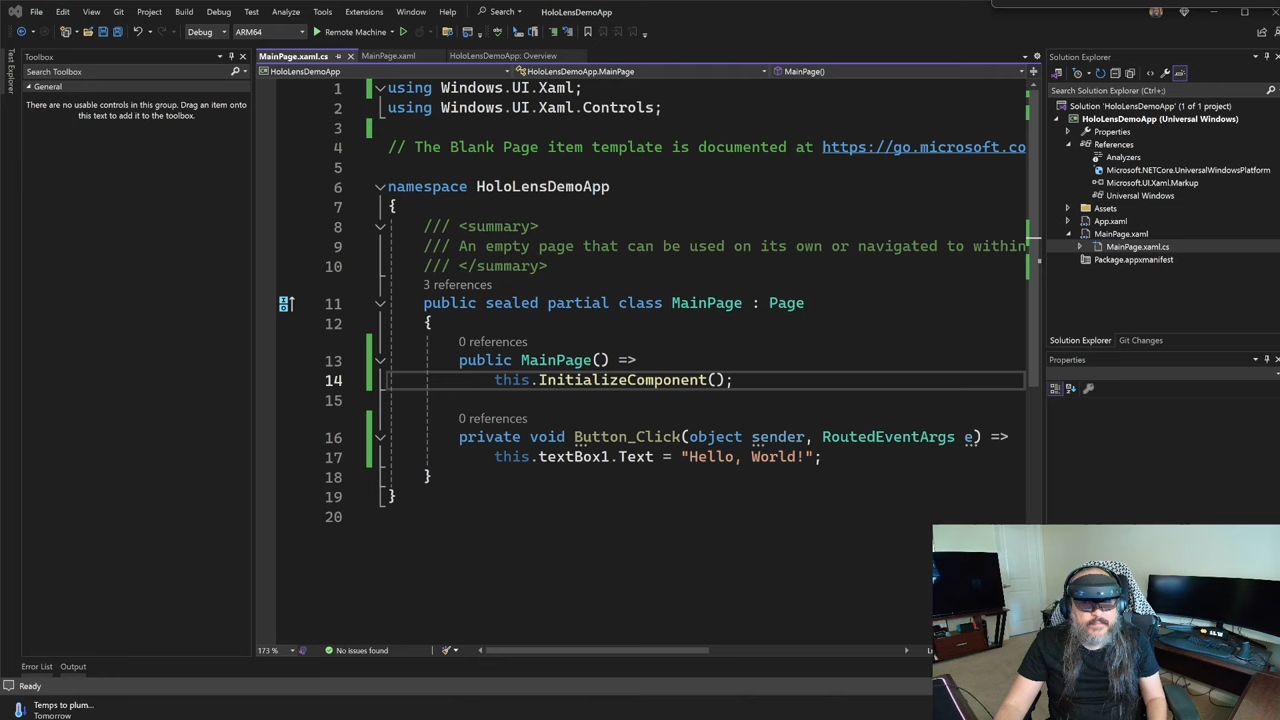 File Edit View Git Project Build Debug Test Analyze Tools Extensions Window Help Search HoloLensDemoApp
Debug ARM64 Remote Machine
Test Explorer
Toolbox
Search Toolbox
General
There are no usable controls in this group. Drag an item onto
this text to add it to the toolbox.
MainPage.xaml.cs MainPage.xaml HoloLensDemoApp: Overview
HoloLensDemoApp HoloLensDemoApp.MainPage MainPage()
1 using Windows.UI.Xaml;
2 using Windows.UI.Xaml.Controls;
3
4 // The Blank Page item template is documented at https://go.microsoft.co
5
6 namespace HoloLensDemoApp
7 {
8 /// <summary>
9 /// An empty page that can be used on its own or navigated to within
10 /// </summary>
3 references
11 public sealed partial class MainPage : Page
12 {
0 references
13 public MainPage() =>
14 this.InitializeComponent();
15
0 references
16 private void Button_Click(object sender, RoutedEventArgs e) =>
17 this.textBox1.Text = "Hello, World!";
18 }
19 }
20
173 % No issues found
Solution Explorer
Search Solution Explorer (Ctrl+;)
Solution 'HoloLensDemoApp' (1 of 1 project)
HoloLensDemoApp (Universal Windows)
Properties
References
Analyzers
Microsoft.NETCore.UniversalWindowsPlatform
Microsoft.UI.Xaml.Markup
Universal Windows
Assets
App.xaml
MainPage.xaml
MainPage.xaml.cs
Package.appxmanifest
Solution Explorer Git Changes
Properties
Error List Output
Ready
Temps to plum...
Tomorrow